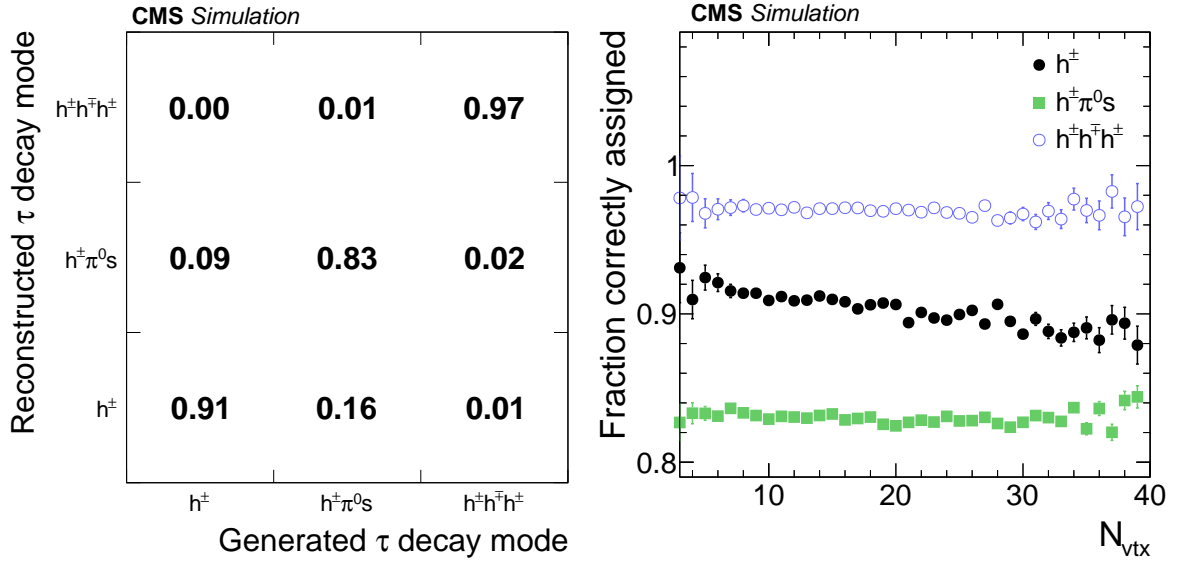 CMS Simulation
Reconstructed τ decay mode
h±h∓h± 0.00 0.01 0.97
h±π⁰s 0.09 0.83 0.02
h± 0.91 0.16 0.01
h± h±π⁰s h±h∓h±
Generated τ decay mode
CMS Simulation
Fraction correctly assigned
h±
h±π⁰s
h±h∓h±
1
0.9
0.8
10 20 30 40
N_vtx